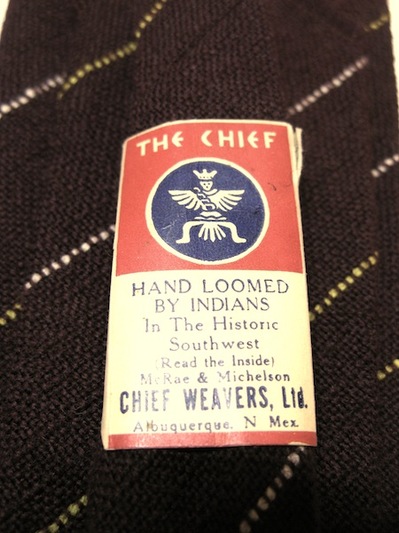 THE CHIEF
HAND LOOMED
BY INDIANS
In The Historic
Southwest
(Read the Inside)
McRae & Michelson
CHIEF WEAVERS, Ltd.
Albuquerque, N Mex.